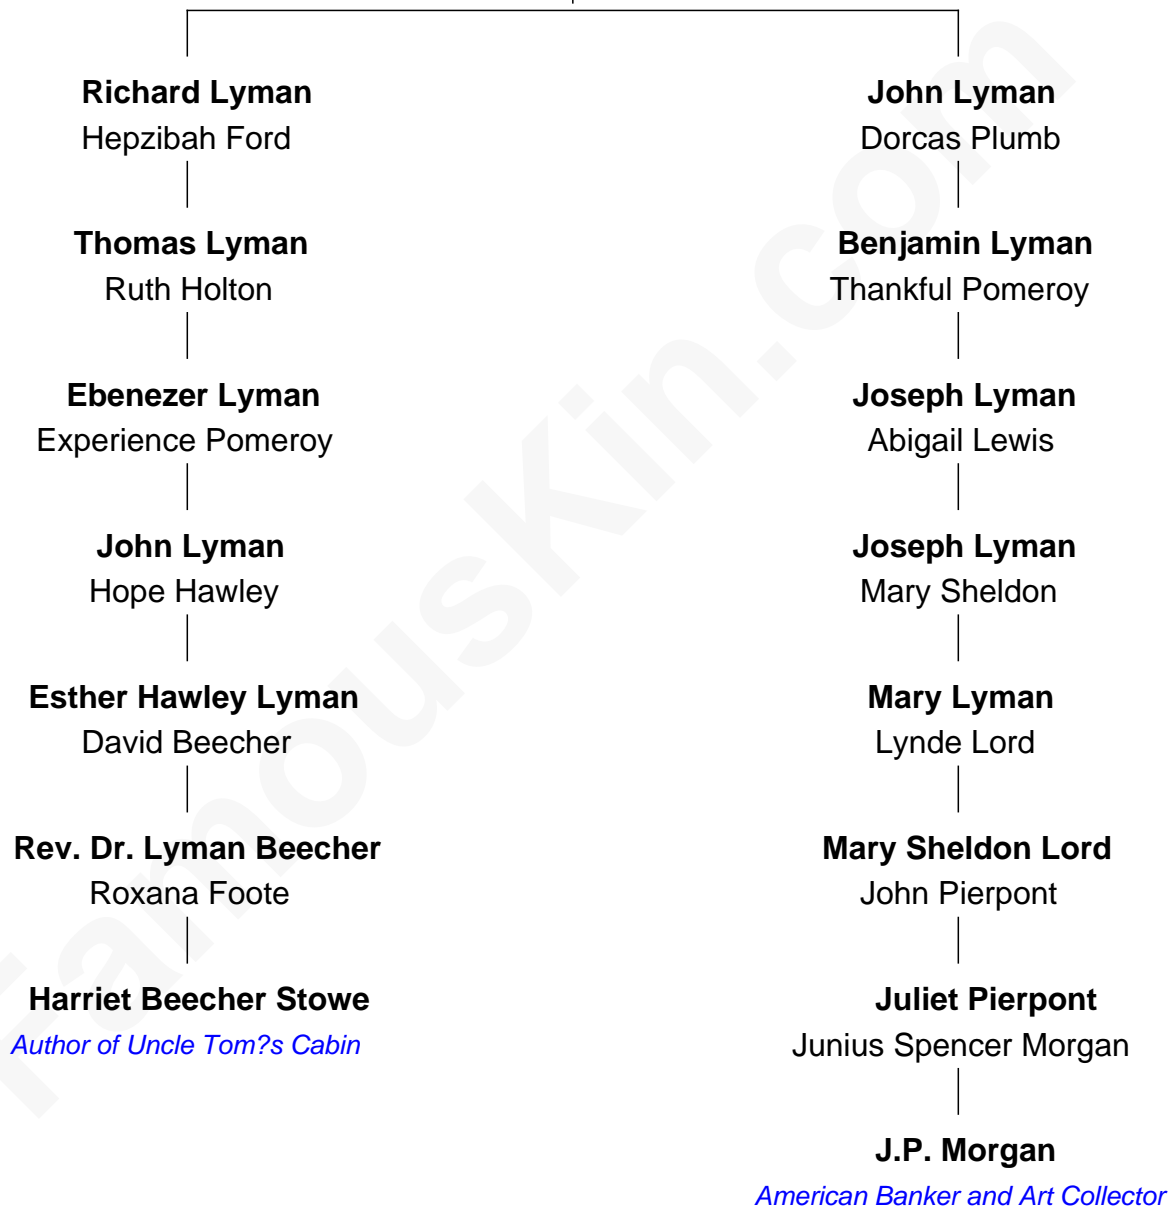 Richard Lyman
Hepzibah Ford
Thomas Lyman
Ruth Holton
Ebenezer Lyman
Experience Pomeroy
John Lyman
Hope Hawley
Esther Hawley Lyman
David Beecher
Rev. Dr. Lyman Beecher
Roxana Foote
Harriet Beecher Stowe
Author of Uncle Tom?s Cabin
John Lyman
Dorcas Plumb
Benjamin Lyman
Thankful Pomeroy
Joseph Lyman
Abigail Lewis
Joseph Lyman
Mary Sheldon
Mary Lyman
Lynde Lord
Mary Sheldon Lord
John Pierpont
Juliet Pierpont
Junius Spencer Morgan
J.P. Morgan
American Banker and Art Collector
FamousKin.com